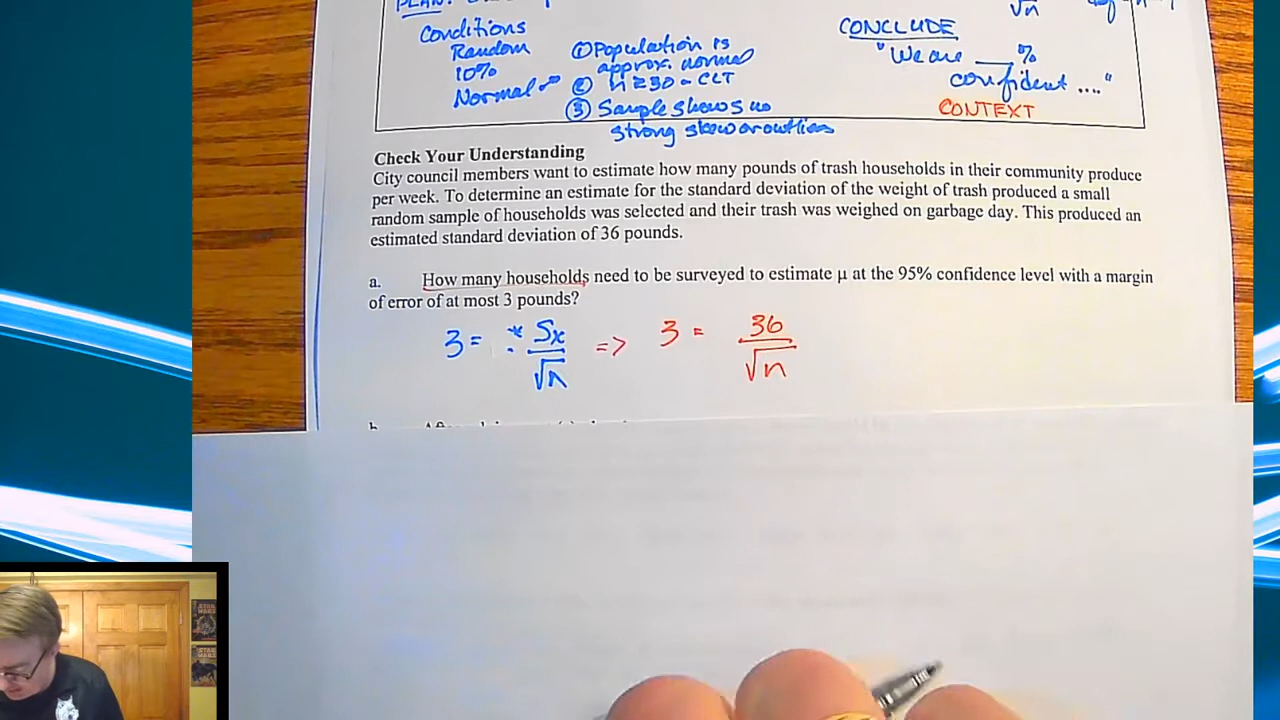 PLAN:
√n
Conditions
Random
10%
Normal
① Population is
approx. normal
② n ≥ 30 - CLT
③ Sample shows no
strong skew or outliers
CONCLUDE
"We are ___%
confident ...."
CONTEXT
Check Your Understanding
City council members want to estimate how many pounds of trash households in their community produce
per week. To determine an estimate for the standard deviation of the weight of trash produced a small
random sample of households was selected and their trash was weighed on garbage day. This produced an
estimated standard deviation of 36 pounds.
a. How many households need to be surveyed to estimate μ at the 95% confidence level with a margin
of error of at most 3 pounds?
3 = * Sx/√n => 3 = 36/√n
STAR WARS
STAR WARS